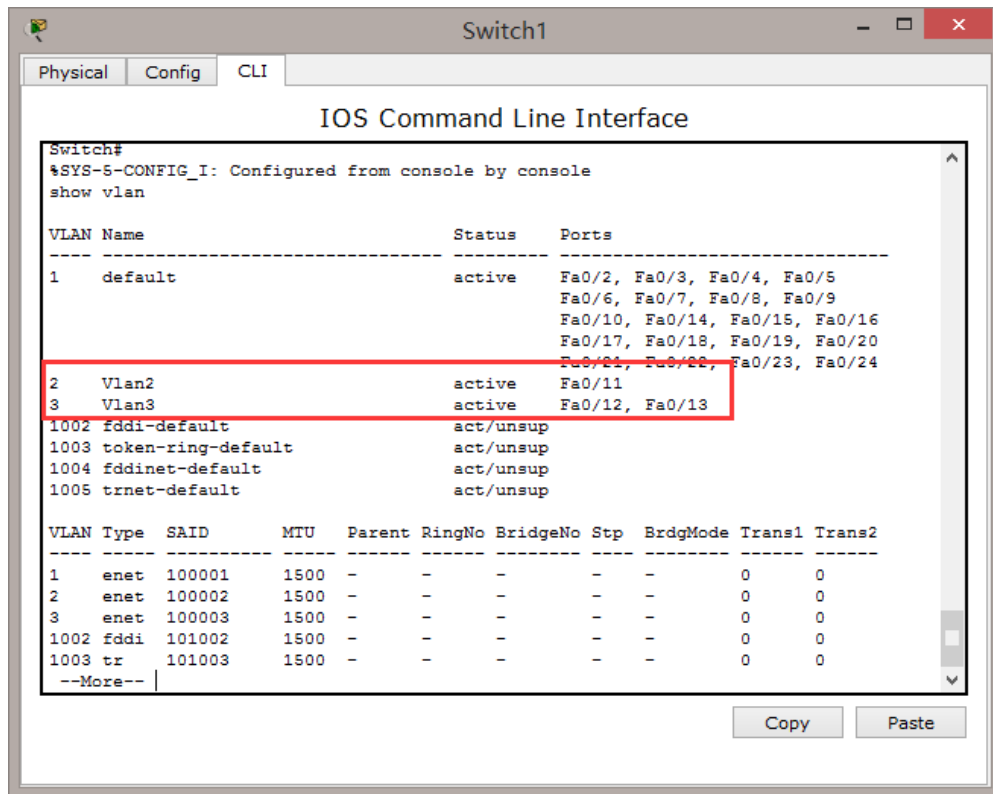 Switch1
Physical Config CLI
IOS Command Line Interface
Switch#
%SYS-5-CONFIG_I: Configured from console by console
show vlan
VLAN Name                             Status    Ports
---- -------------------------------- --------- -------------------------------
1    default                          active    Fa0/2, Fa0/3, Fa0/4, Fa0/5
                                                Fa0/6, Fa0/7, Fa0/8, Fa0/9
                                                Fa0/10, Fa0/14, Fa0/15, Fa0/16
                                                Fa0/17, Fa0/18, Fa0/19, Fa0/20
                                                Fa0/21, Fa0/22, Fa0/23, Fa0/24
2    Vlan2                            active    Fa0/11
3    Vlan3                            active    Fa0/12, Fa0/13
1002 fddi-default                     act/unsup
1003 token-ring-default               act/unsup
1004 fddinet-default                  act/unsup
1005 trnet-default                    act/unsup
VLAN Type  SAID       MTU   Parent RingNo BridgeNo Stp  BrdgMode Trans1 Trans2
---- ----- ---------- ----- ------ ------ -------- ---- -------- ------ ------
1    enet  100001     1500  -      -      -        -    -        0      0
2    enet  100002     1500  -      -      -        -    -        0      0
3    enet  100003     1500  -      -      -        -    -        0      0
1002 fddi  101002     1500  -      -      -        -    -        0      0
1003 tr    101003     1500  -      -      -        -    -        0      0
 --More--
Copy Paste